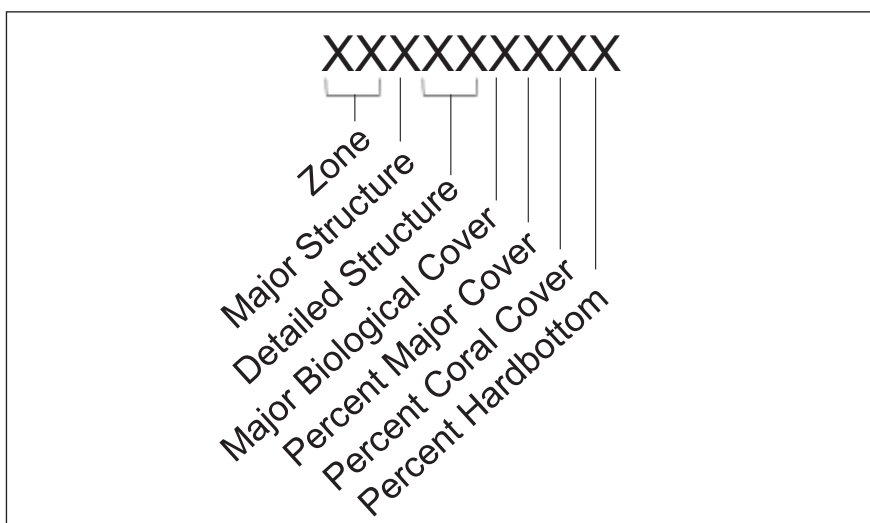 XXXXXXXXX
Zone
Major Structure
Detailed Structure
Major Biological Cover
Percent Major Cover
Percent Coral Cover
Percent Hardbottom